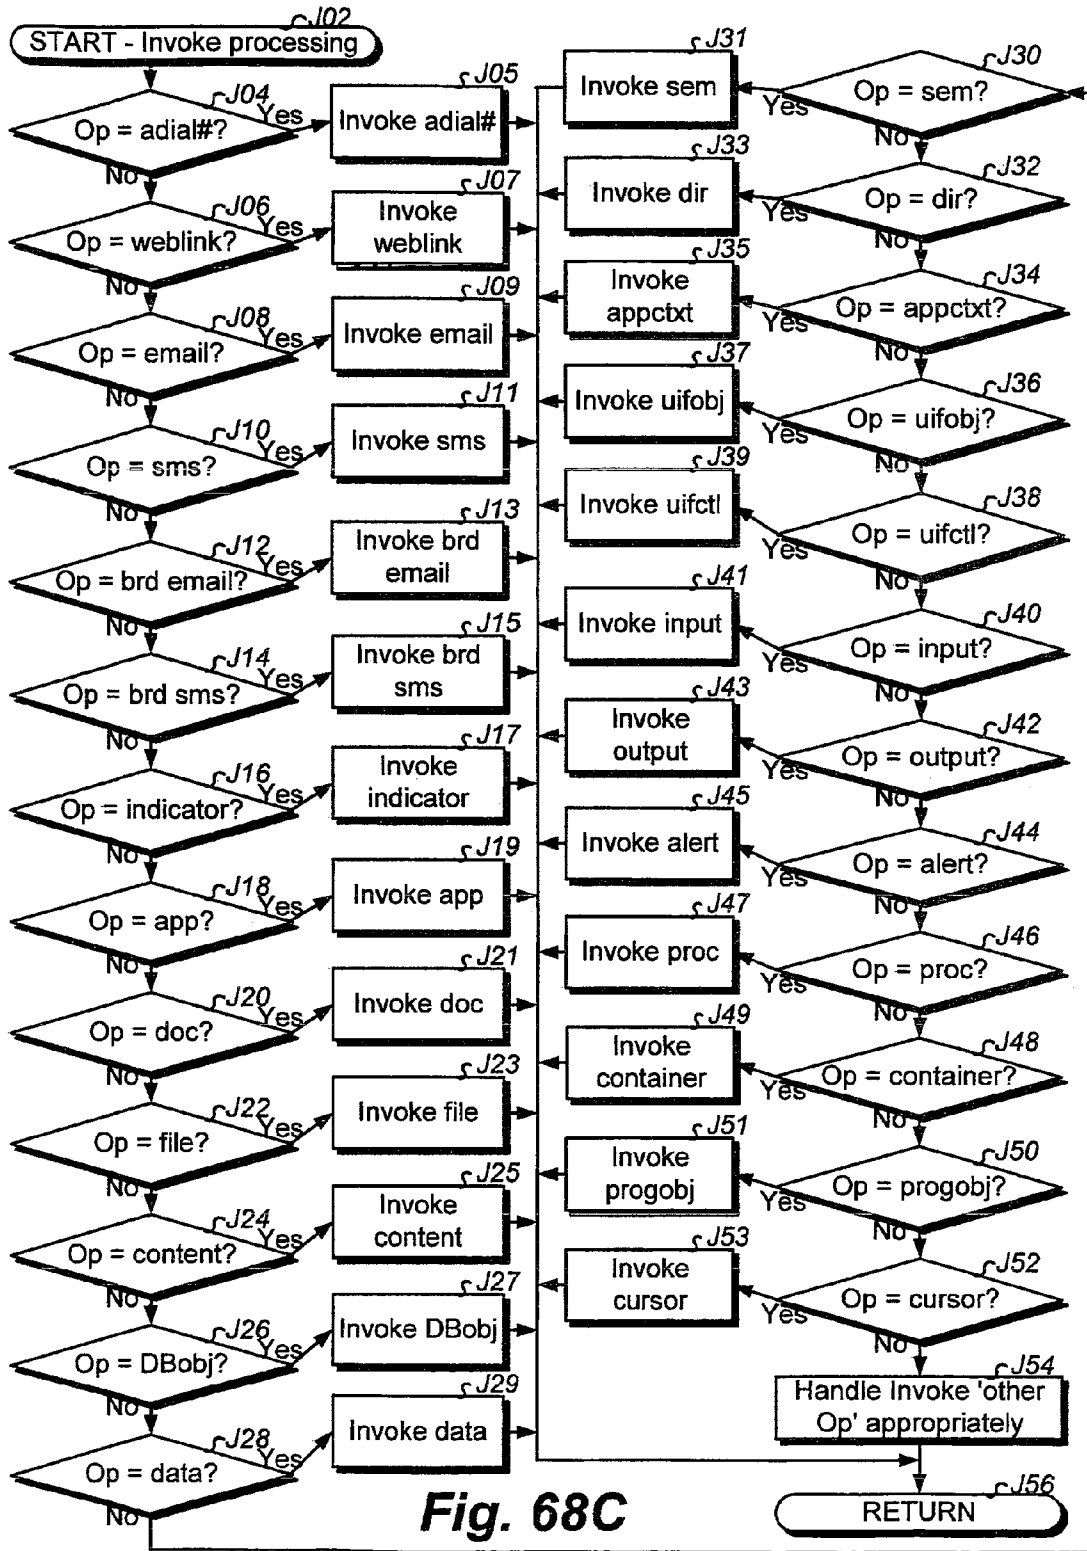 J02
START - Invoke processing
J04
Op = adial#?
Yes
No
J05
Invoke adial#
J06
Op = weblink?
Yes
No
J07
Invoke
weblink
J08
Op = email?
Yes
No
J09
Invoke email
J10
Op = sms?
Yes
No
J11
Invoke sms
J12
Op = brd email?
Yes
No
J13
Invoke brd
email
J14
Op = brd sms?
Yes
No
J15
Invoke brd
sms
J16
Op = indicator?
Yes
No
J17
Invoke
indicator
J18
Op = app?
Yes
No
J19
Invoke app
J20
Op = doc?
Yes
No
J21
Invoke doc
J22
Op = file?
Yes
No
J23
Invoke file
J24
Op = content?
Yes
No
J25
Invoke
content
J26
Op = DBobj?
Yes
No
J27
Invoke DBobj
J28
Op = data?
Yes
No
J29
Invoke data
J30
Op = sem?
Yes
No
J31
Invoke sem
J32
Op = dir?
Yes
No
J33
Invoke dir
J34
Op = appctxt?
Yes
No
J35
Invoke
appctxt
J36
Op = uifobj?
Yes
No
J37
Invoke uifobj
J38
Op = uifctl?
Yes
No
J39
Invoke uifctl
J40
Op = input?
Yes
No
J41
Invoke input
J42
Op = output?
Yes
No
J43
Invoke
output
J44
Op = alert?
Yes
No
J45
Invoke alert
J46
Op = proc?
Yes
No
J47
Invoke proc
J48
Op = container?
Yes
No
J49
Invoke
container
J50
Op = progobj?
Yes
No
J51
Invoke
progobj
J52
Op = cursor?
Yes
No
J53
Invoke
cursor
J54
Handle Invoke 'other
Op' appropriately
J56
RETURN
Fig. 68C